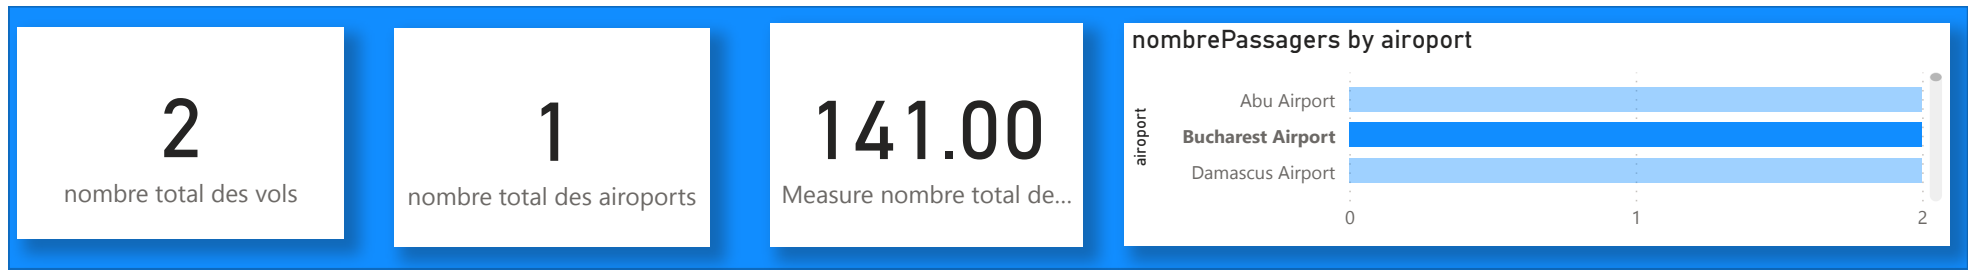 2
nombre total des vols
1
nombre total des airoports
141.00
Measure nombre total de...
nombrePassagers by airoport
airoport
Abu Airport
Bucharest Airport
Damascus Airport
0 1 2